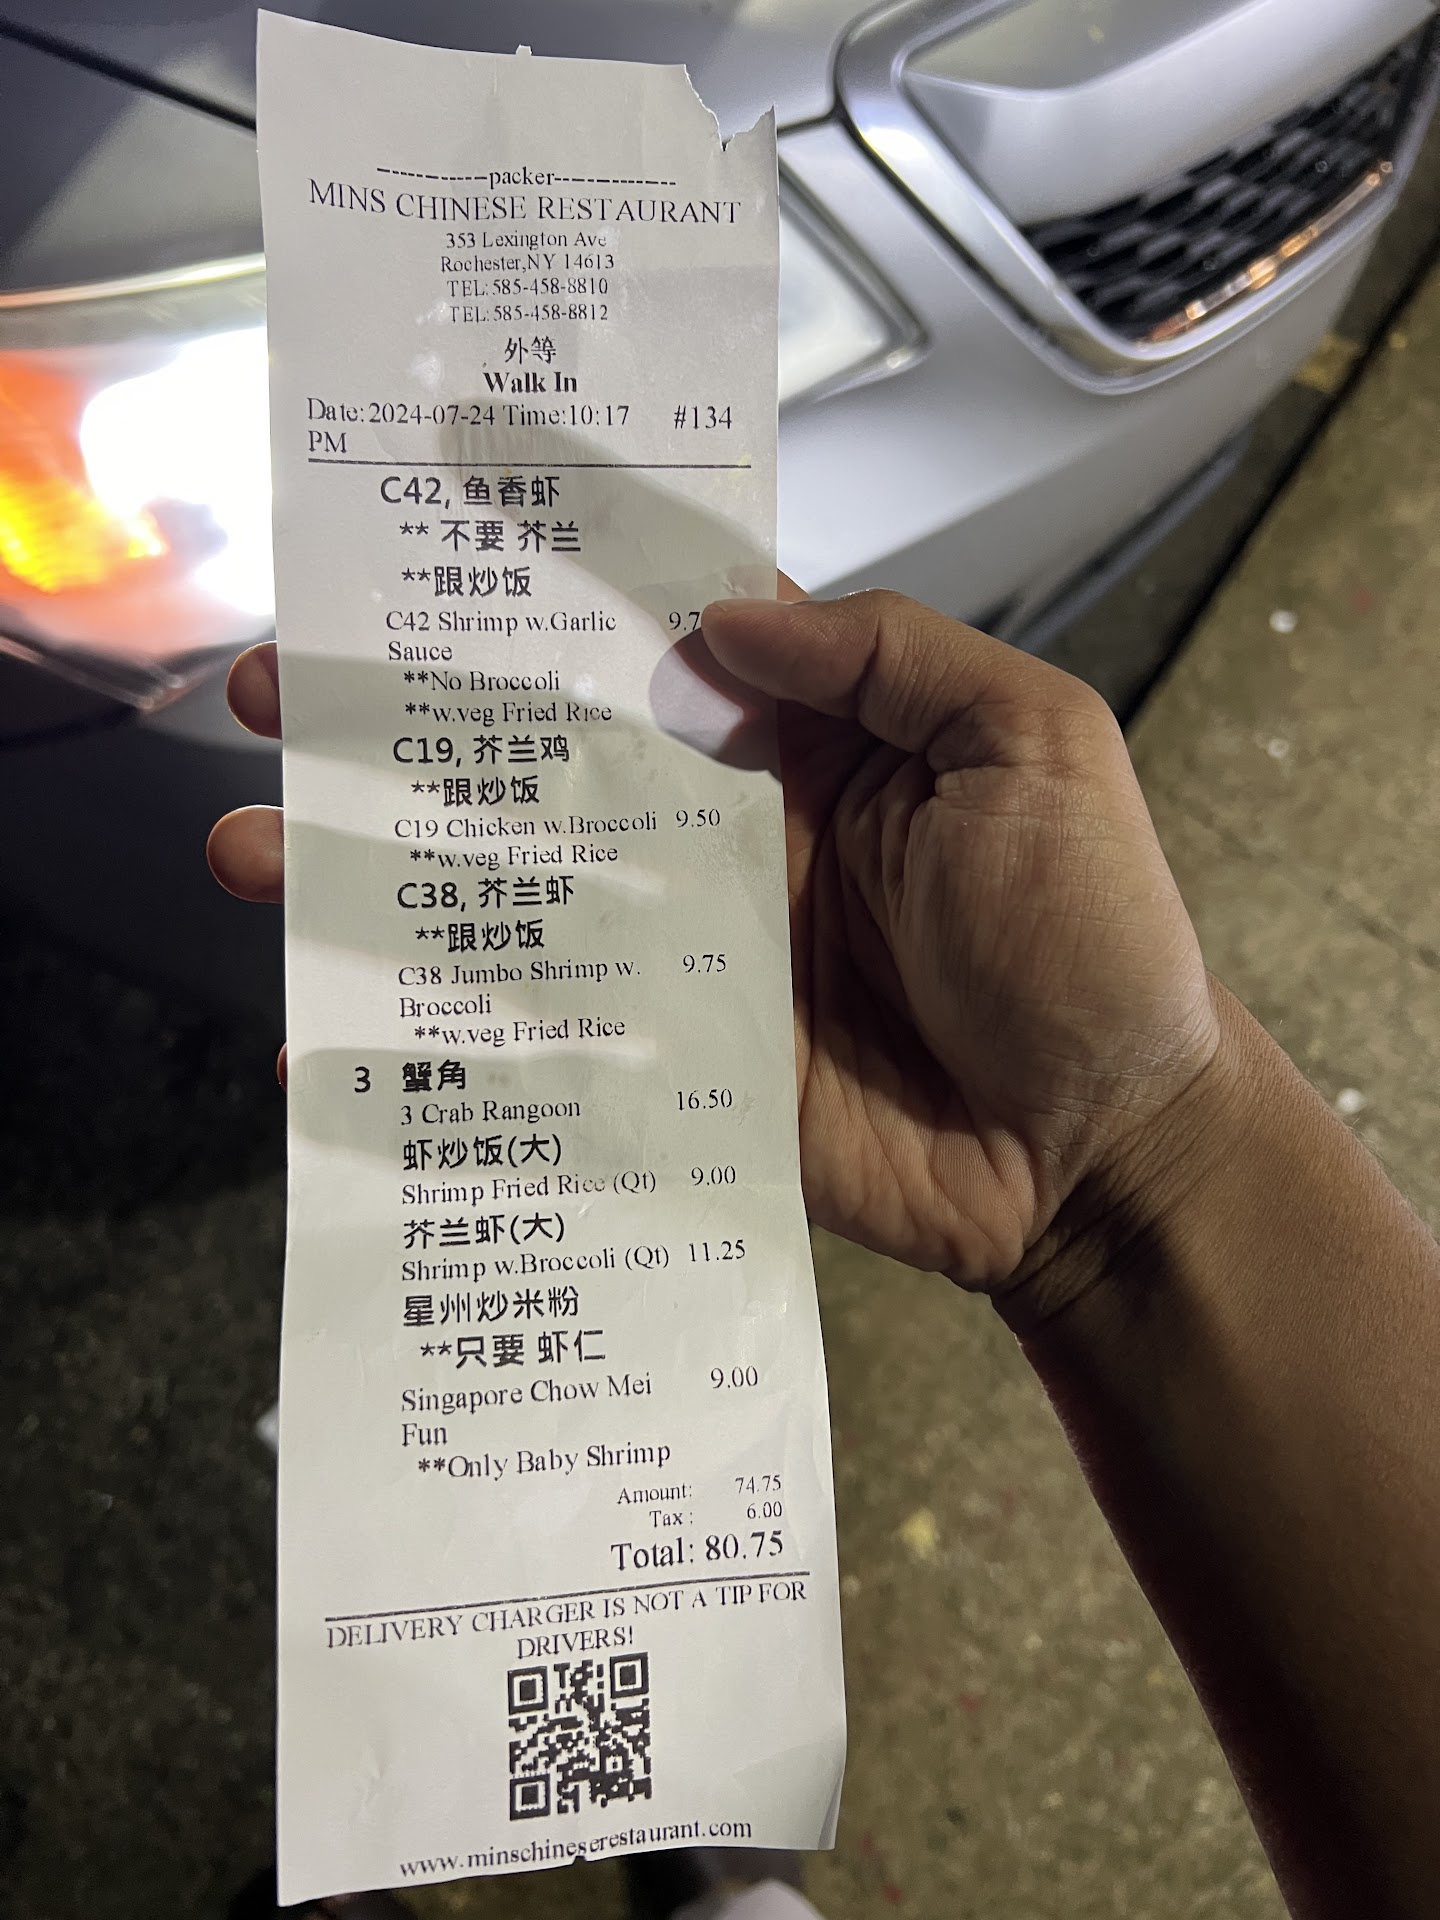 ------------packer---------------
MINS CHINESE RESTAURANT
353 Lexington Ave
Rochester,NY 14613
TEL:585-458-8810
TEL:585-458-8812
外等
Walk In
Date:2024-07-24 Time:10:17 #134
PM
C42, 鱼香虾
** 不要 芥兰
**跟炒饭
C42 Shrimp w.Garlic
Sauce
**No Broccoli
**w.veg Fried Rice
C19, 芥兰鸡
**跟炒饭
C19 Chicken w.Broccoli 9.50
**w.veg Fried Rice
C38, 芥兰虾
**跟炒饭
C38 Jumbo Shrimp w. 9.75
Broccoli
**w.veg Fried Rice
3 蟹角
3 Crab Rangoon 16.50
虾炒饭(大)
Shrimp Fried Rice (Qt) 9.00
芥兰虾(大)
Shrimp w.Broccoli (Qt) 11.25
星州炒米粉
**只要 虾仁
Singapore Chow Mei 9.00
Fun
**Only Baby Shrimp
Amount: 74.75
Tax : 6.00
Total: 80.75
DELIVERY CHARGER IS NOT A TIP FOR
DRIVERS!
www.minschineserestaurant.com